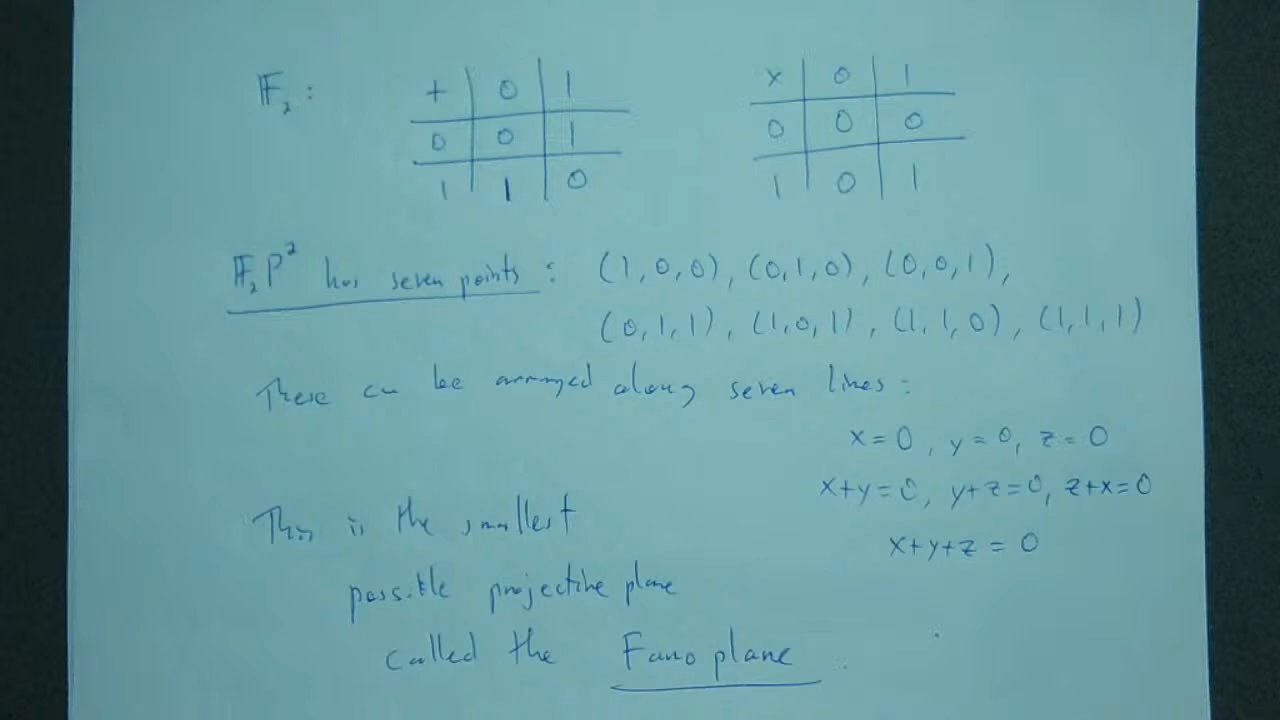 𝔽₂ : + 0 1 × 0 1
0 0 1 0 0 0
1 1 0 1 0 1
𝔽₂P² has seven points : (1,0,0), (0,1,0), (0,0,1),
(0,1,1), (1,0,1), (1,1,0), (1,1,1)
These can be arranged along seven lines :
x=0, y=0, z=0
x+y=0, y+z=0, z+x=0
This is the smallest
x+y+z=0
possible projective plane
called the Fano plane